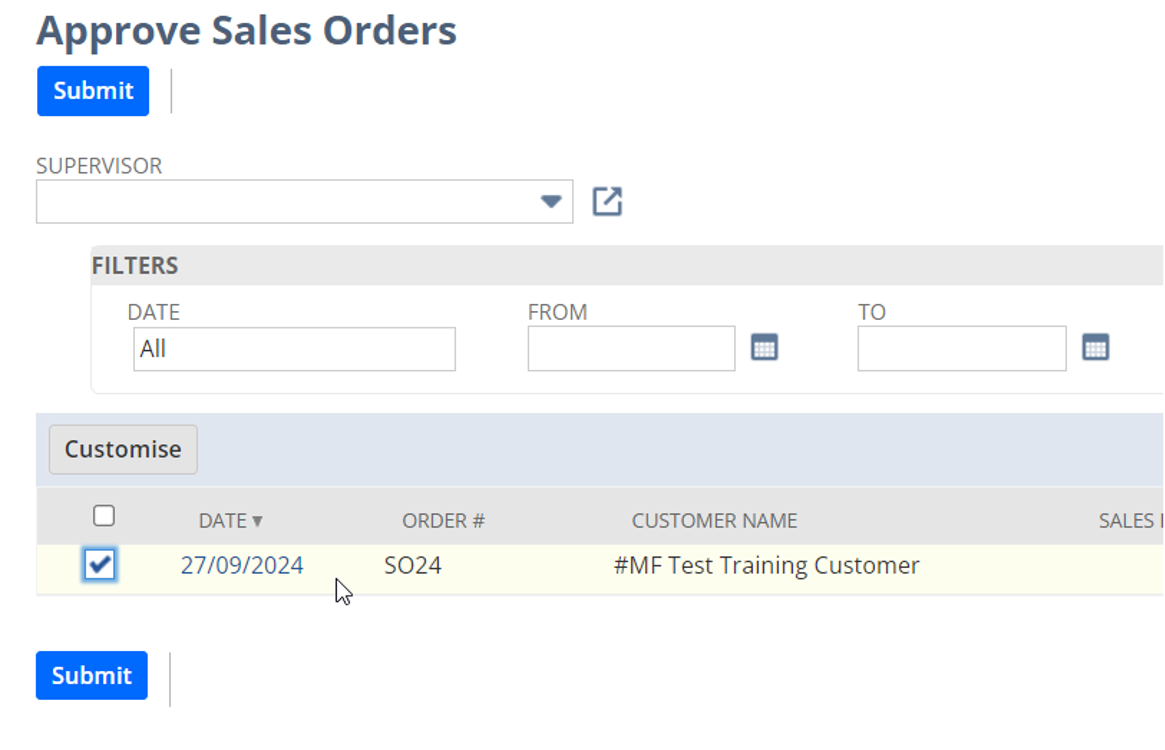 Approve Sales Orders
Submit
SUPERVISOR
FILTERS
DATE FROM TO
All
Customise
DATE ▼ ORDER # CUSTOMER NAME SALES
27/09/2024 SO24 #MF Test Training Customer
Submit